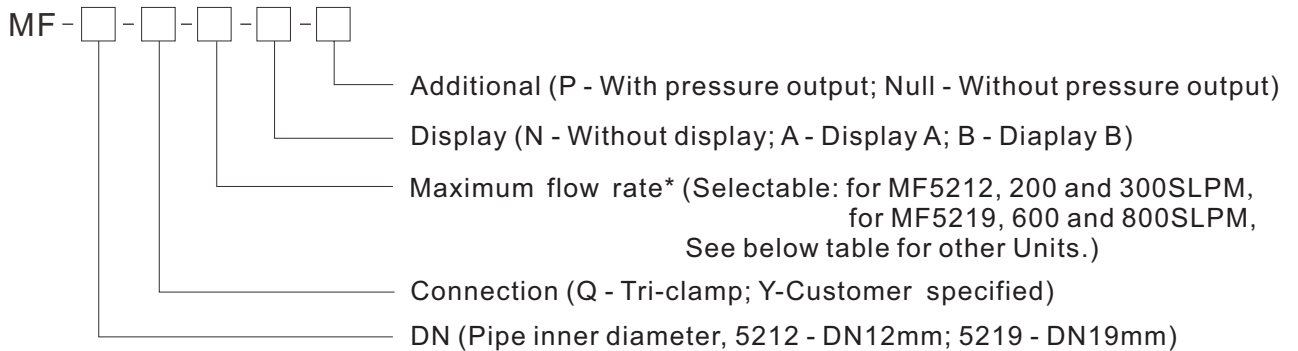 MF-□-□-□-□-□
Additional (P - With pressure output; Null - Without pressure output)
Display (N - Without display; A - Display A; B - Diaplay B)
Maximum flow rate* (Selectable: for MF5212, 200 and 300SLPM,
for MF5219, 600 and 800SLPM,
See below table for other Units.)
Connection (Q - Tri-clamp; Y-Customer specified)
DN (Pipe inner diameter, 5212 - DN12mm; 5219 - DN19mm)